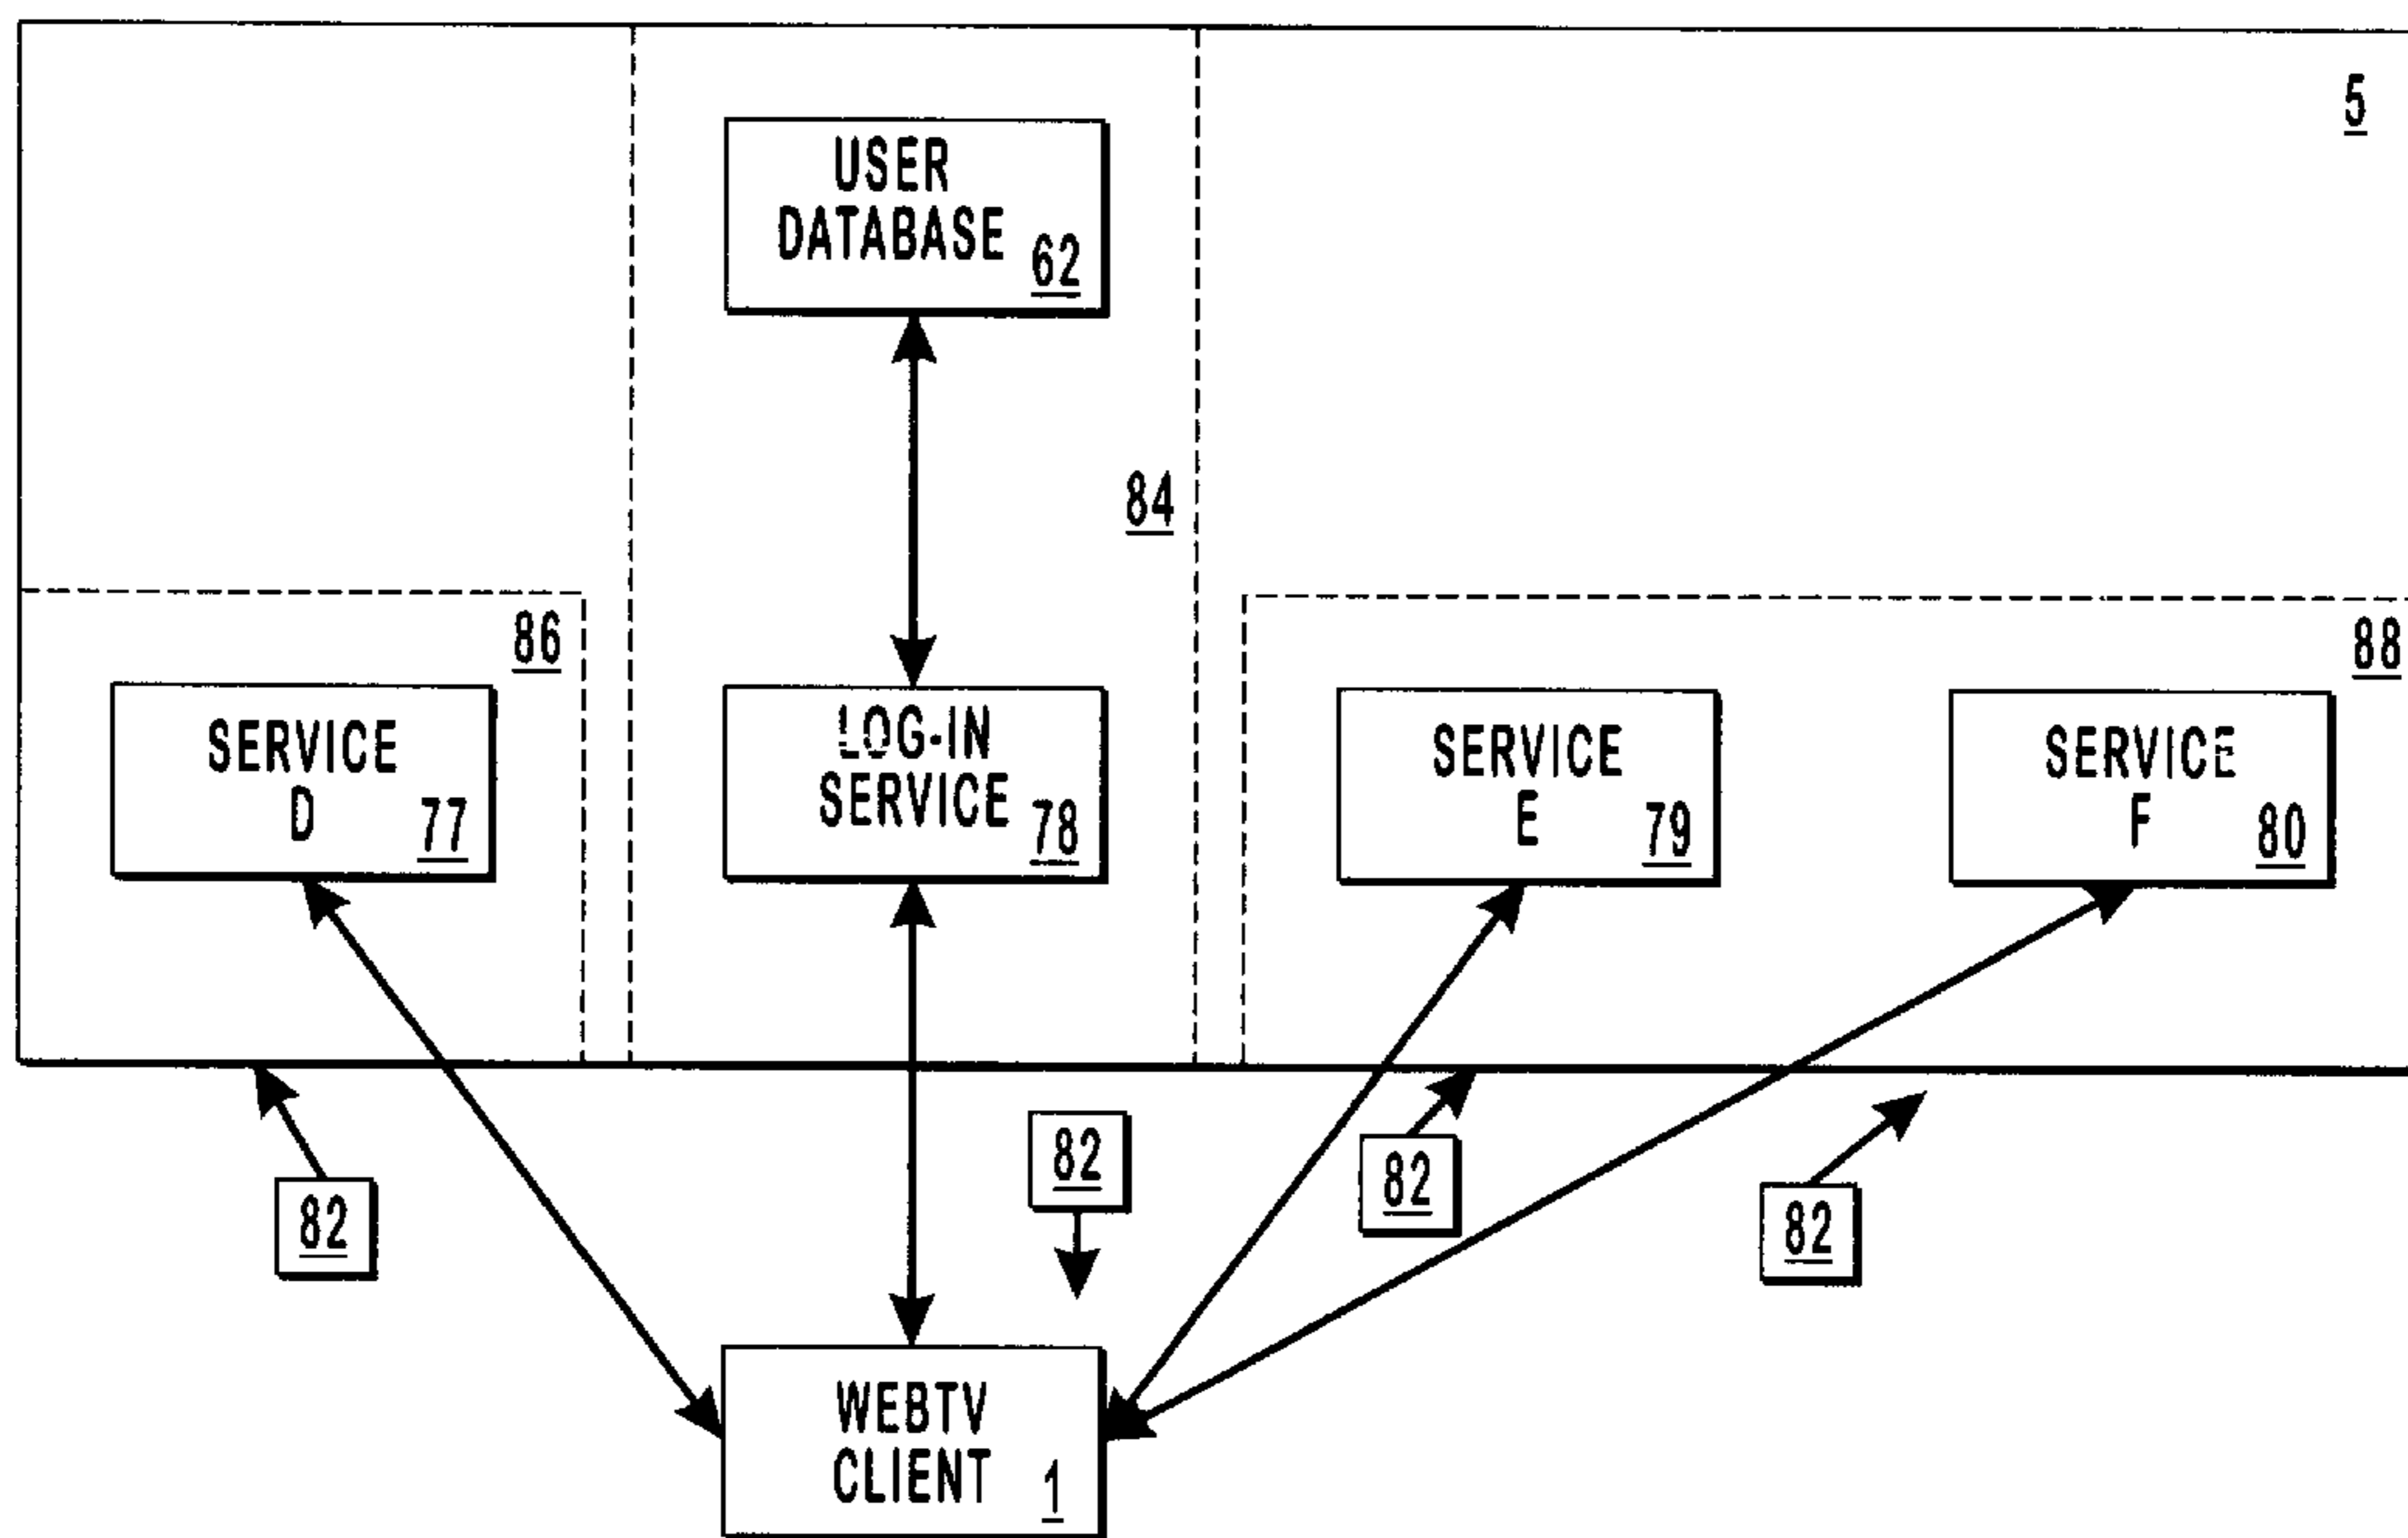 5
USER
DATABASE 62
84
86
88
SERVICE
D 77
LOG-IN
SERVICE 78
SERVICE
E 79
SERVICE
F 80
82
82
82
82
WEBTV
CLIENT 1